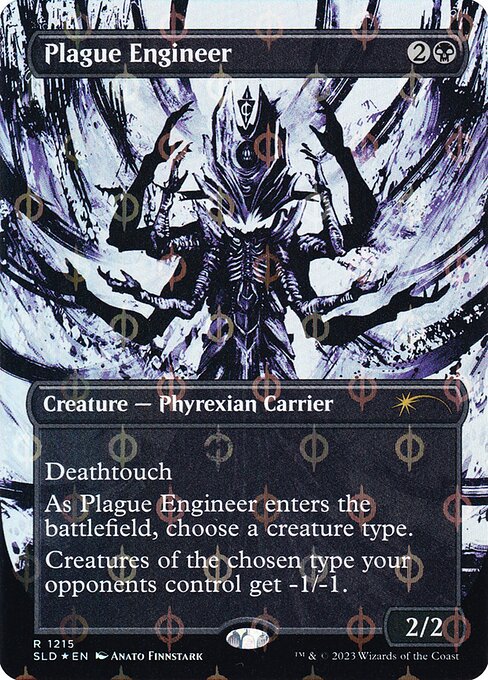 Plague Engineer 2
Creature — Phyrexian Carrier
Deathtouch
As Plague Engineer enters the
battlefield, choose a creature type.
Creatures of the chosen type your
opponents control get -1/-1.
2/2
R 1215
SLD ★ EN Anato Finnstark
™ & © 2023 Wizards of the Coast